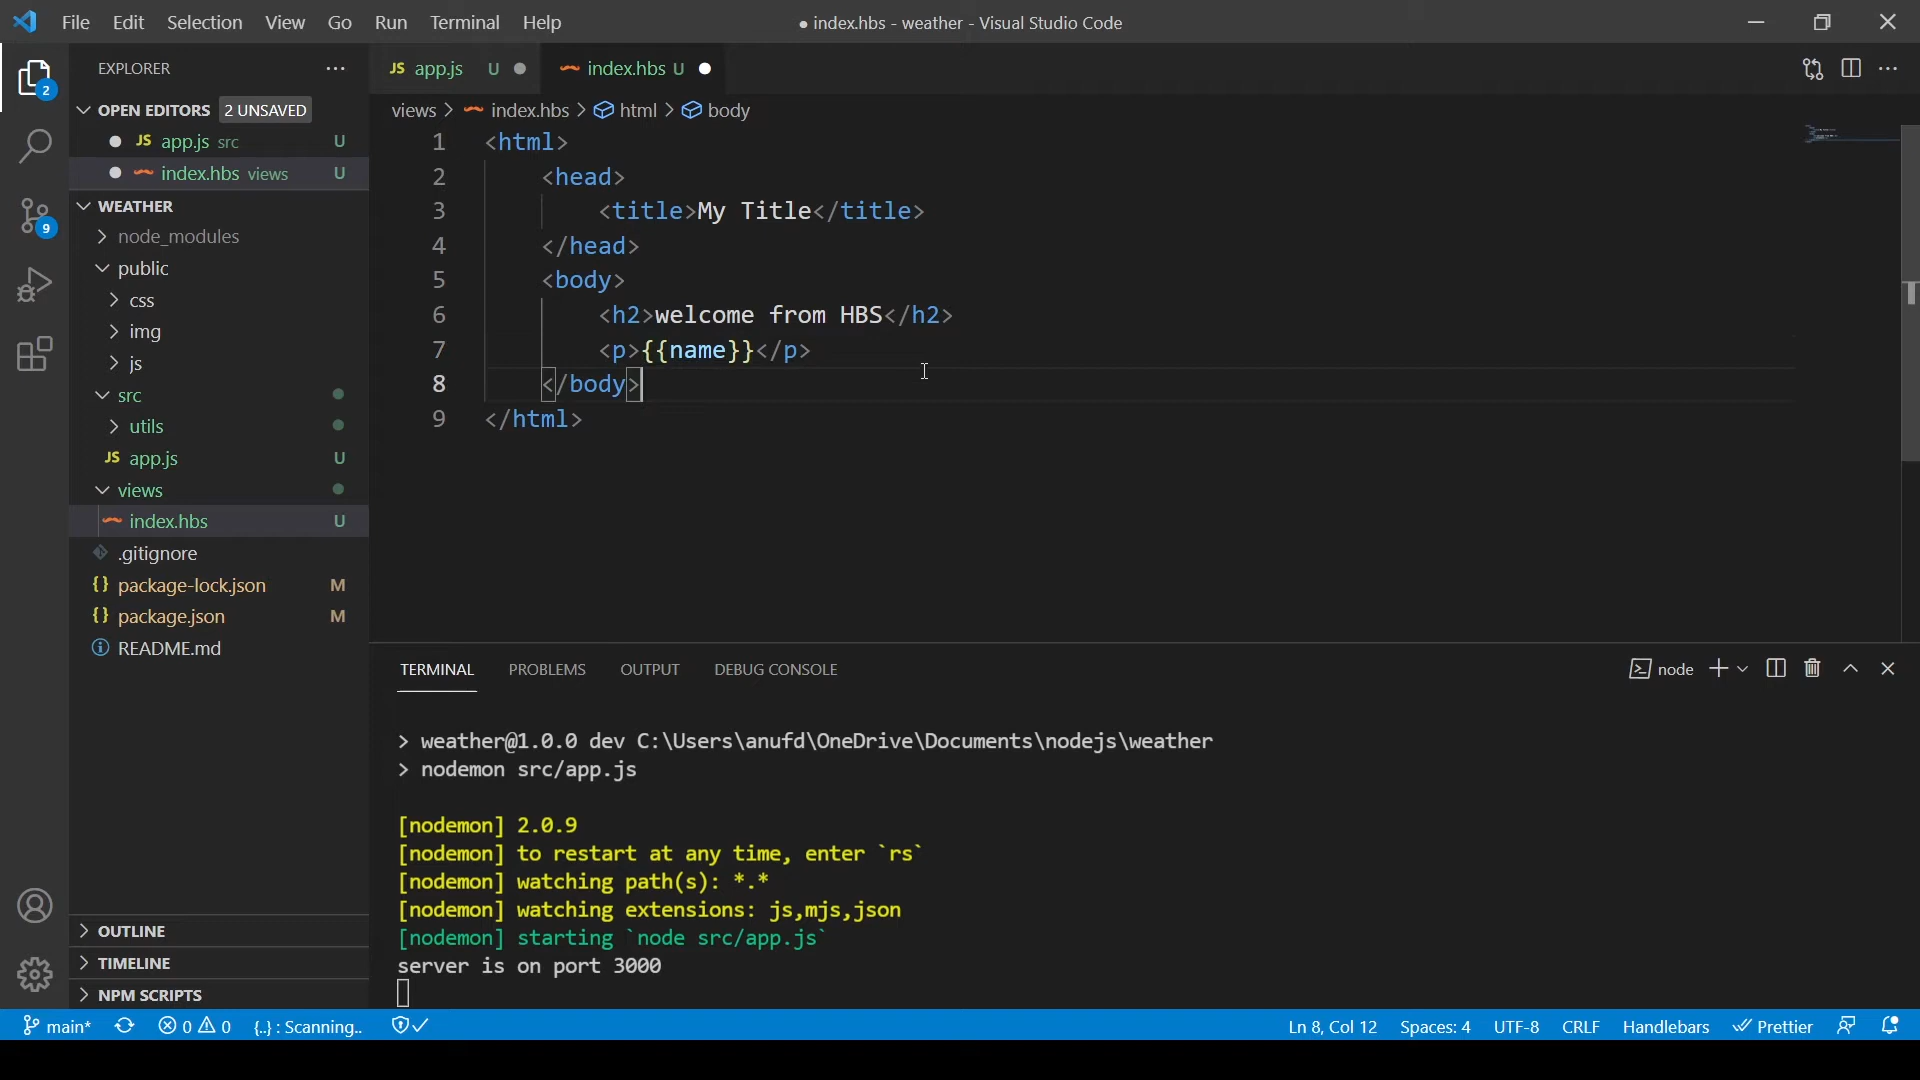 File Edit Selection View Go Run Terminal Help
● index.hbs - weather - Visual Studio Code
EXPLORER
JS app.js U
index.hbs U
2
OPEN EDITORS 2 UNSAVED
JS app.js src U
index.hbs views U
WEATHER
node_modules
public
css
img
js
src
utils
JS app.js U
views
index.hbs U
.gitignore
{} package-lock.json M
{} package.json M
README.md
OUTLINE
TIMELINE
NPM SCRIPTS
9
views > index.hbs > html > body
1 <html>
2 <head>
3 <title>My Title</title>
4 </head>
5 <body>
6 <h2>welcome from HBS</h2>
7 <p>{{name}}</p>
8 </body>
9 </html>
TERMINAL PROBLEMS OUTPUT DEBUG CONSOLE
node
> weather@1.0.0 dev C:\Users\anufd\OneDrive\Documents\nodejs\weather
> nodemon src/app.js
[nodemon] 2.0.9
[nodemon] to restart at any time, enter `rs`
[nodemon] watching path(s): *.*
[nodemon] watching extensions: js,mjs,json
[nodemon] starting `node src/app.js`
server is on port 3000
main* 0 0 {..} : Scanning.. Ln 8, Col 12 Spaces: 4 UTF-8 CRLF Handlebars Prettier